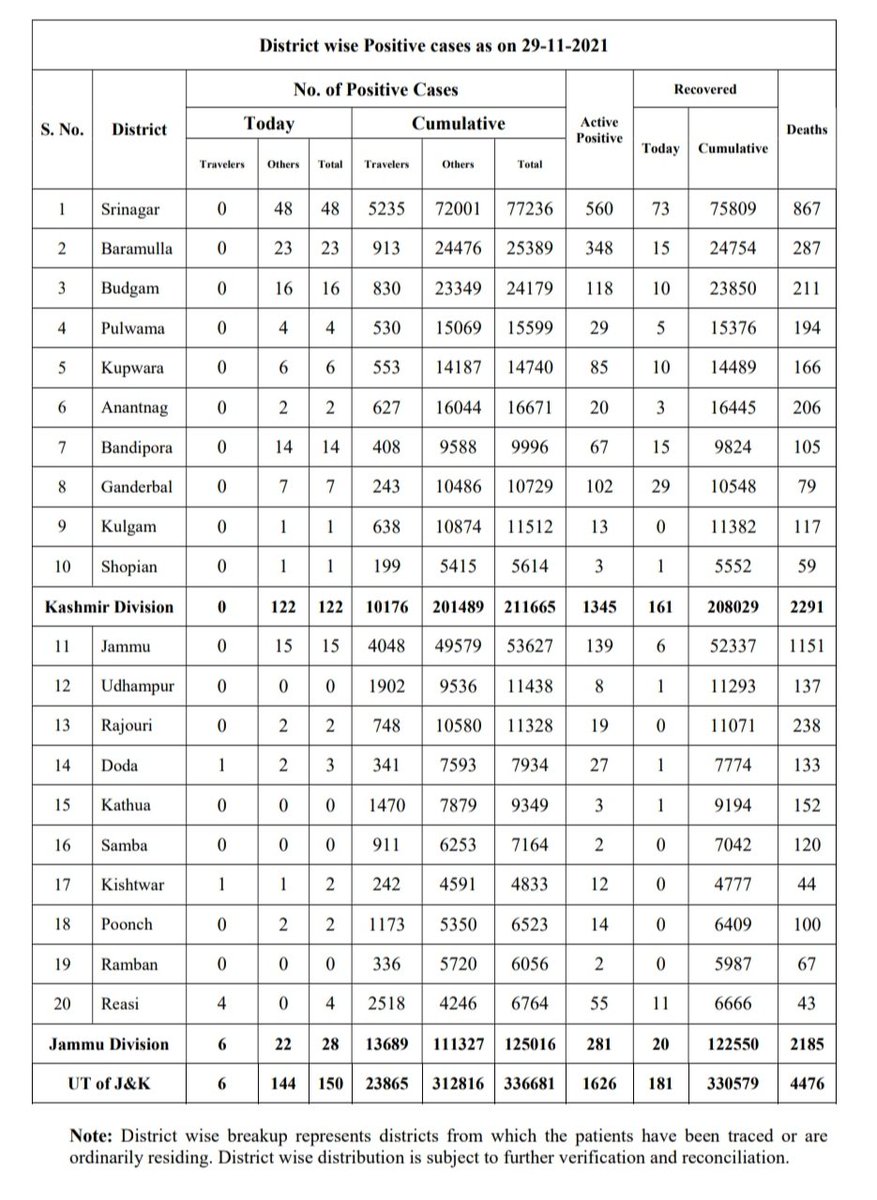 District wise Positive cases as on 29-11-2021
S. No. District No. of Positive Cases Active Positive Recovered Deaths
Today Cumulative Today Cumulative
Travelers Others Total Travelers Others Total
1 Srinagar 0 48 48 5235 72001 77236 560 73 75809 867
2 Baramulla 0 23 23 913 24476 25389 348 15 24754 287
3 Budgam 0 16 16 830 23349 24179 118 10 23850 211
4 Pulwama 0 4 4 530 15069 15599 29 5 15376 194
5 Kupwara 0 6 6 553 14187 14740 85 10 14489 166
6 Anantnag 0 2 2 627 16044 16671 20 3 16445 206
7 Bandipora 0 14 14 408 9588 9996 67 15 9824 105
8 Ganderbal 0 7 7 243 10486 10729 102 29 10548 79
9 Kulgam 0 1 1 638 10874 11512 13 0 11382 117
10 Shopian 0 1 1 199 5415 5614 3 1 5552 59
Kashmir Division 0 122 122 10176 201489 211665 1345 161 208029 2291
11 Jammu 0 15 15 4048 49579 53627 139 6 52337 1151
12 Udhampur 0 0 0 1902 9536 11438 8 1 11293 137
13 Rajouri 0 2 2 748 10580 11328 19 0 11071 238
14 Doda 1 2 3 341 7593 7934 27 1 7774 133
15 Kathua 0 0 0 1470 7879 9349 3 1 9194 152
16 Samba 0 0 0 911 6253 7164 2 0 7042 120
17 Kishtwar 1 1 2 242 4591 4833 12 0 4777 44
18 Poonch 0 2 2 1173 5350 6523 14 0 6409 100
19 Ramban 0 0 0 336 5720 6056 2 0 5987 67
20 Reasi 4 0 4 2518 4246 6764 55 11 6666 43
Jammu Division 6 22 28 13689 111327 125016 281 20 122550 2185
UT of J&K 6 144 150 23865 312816 336681 1626 181 330579 4476
Note: District wise breakup represents districts from which the patients have been traced or are
ordinarily residing. District wise distribution is subject to further verification and reconciliation.